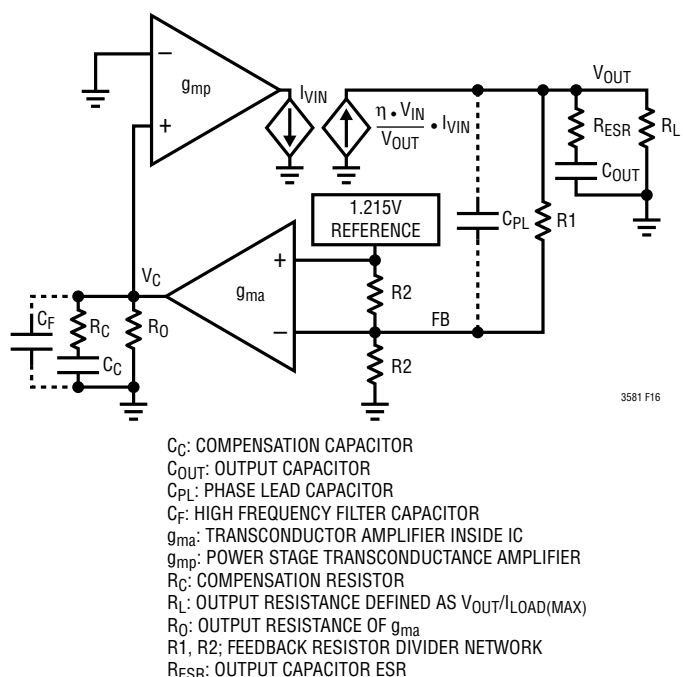 −
gmp
+
IVIN
η • VIN
VOUT
• IVIN
VOUT
RESR
RL
COUT
1.215V
REFERENCE
CPL
R1
+
gma
−
R2
FB
R2
VC
CF
RC
RO
CC
3581 F16
CC: COMPENSATION CAPACITOR
COUT: OUTPUT CAPACITOR
CPL: PHASE LEAD CAPACITOR
CF: HIGH FREQUENCY FILTER CAPACITOR
gma: TRANSCONDUCTOR AMPLIFIER INSIDE IC
gmp: POWER STAGE TRANSCONDUCTANCE AMPLIFIER
RC: COMPENSATION RESISTOR
RL: OUTPUT RESISTANCE DEFINED AS VOUT/ILOAD(MAX)
RO: OUTPUT RESISTANCE OF gma
R1, R2; FEEDBACK RESISTOR DIVIDER NETWORK
RESR: OUTPUT CAPACITOR ESR